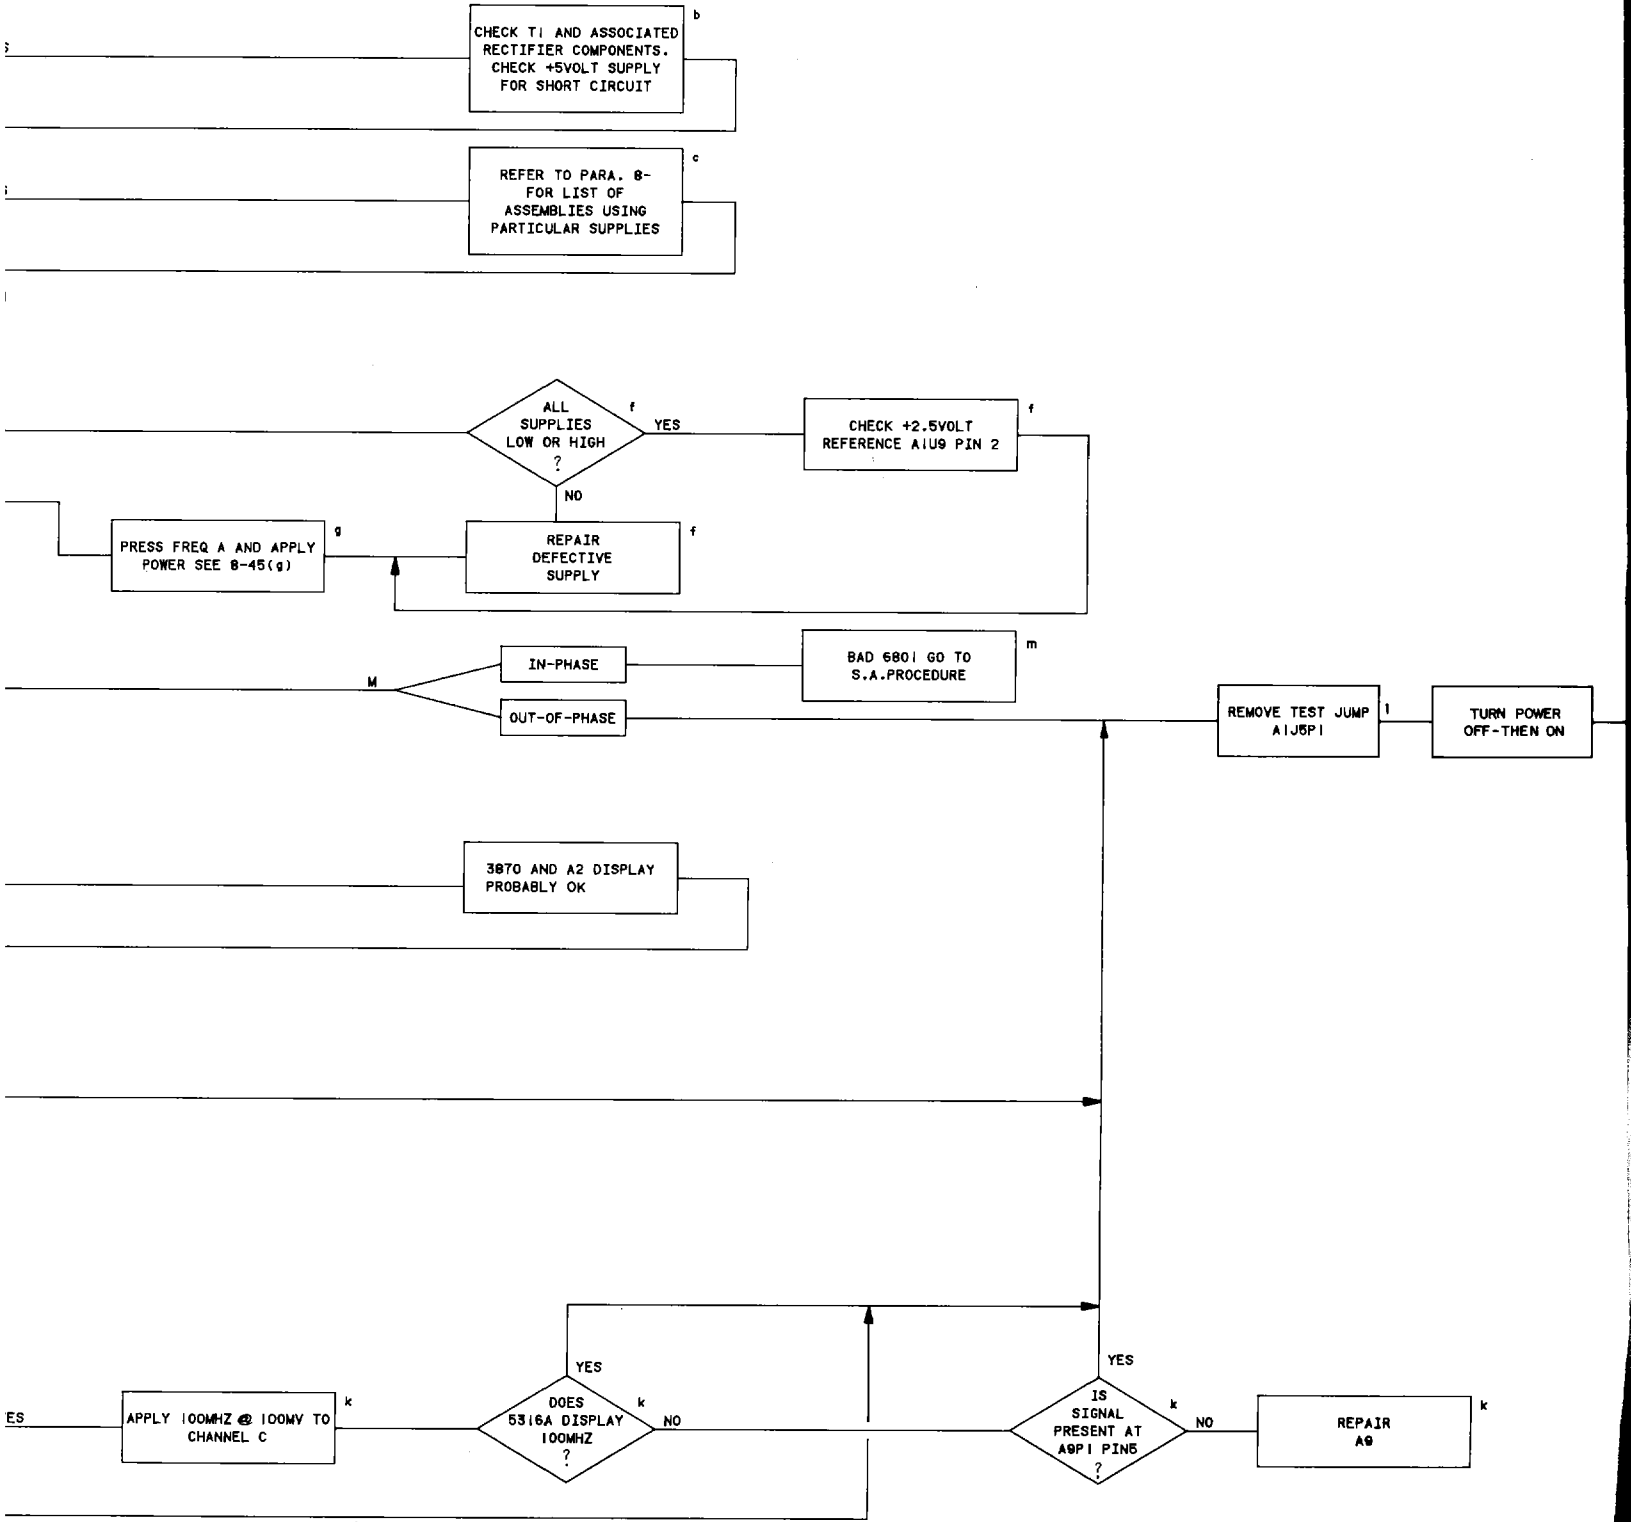 b
CHECK T1 AND ASSOCIATED
RECTIFIER COMPONENTS.
CHECK +5VOLT SUPPLY
FOR SHORT CIRCUIT
c
REFER TO PARA. 8-
FOR LIST OF
ASSEMBLIES USING
PARTICULAR SUPPLIES
ALL
SUPPLIES
LOW OR HIGH
?
f
YES
NO
CHECK +2.5VOLT
REFERENCE A1U9 PIN 2
f
PRESS FREQ A AND APPLY
POWER SEE 8-45(g)
g
REPAIR
DEFECTIVE
SUPPLY
f
M
IN-PHASE
OUT-OF-PHASE
BAD 6801 GO TO
S.A.PROCEDURE
m
REMOVE TEST JUMP
A1J5P1
l
TURN POWER
OFF-THEN ON
3870 AND A2 DISPLAY
PROBABLY OK
ES
APPLY 100MHZ @ 100MV TO
CHANNEL C
k
YES
DOES
5316A DISPLAY
100MHZ
?
k
NO
YES
IS
SIGNAL
PRESENT AT
A9P1 PIN5
?
k
NO
REPAIR
A9
k